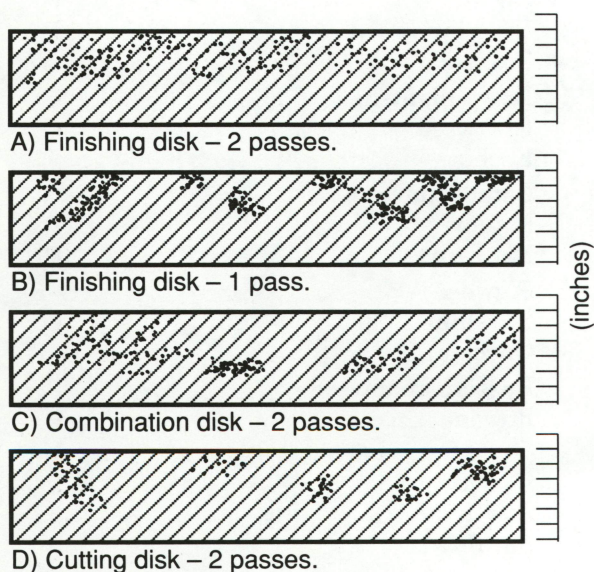 A) Finishing disk – 2 passes.
B) Finishing disk – 1 pass.
(inches)
C) Combination disk – 2 passes.
D) Cutting disk – 2 passes.